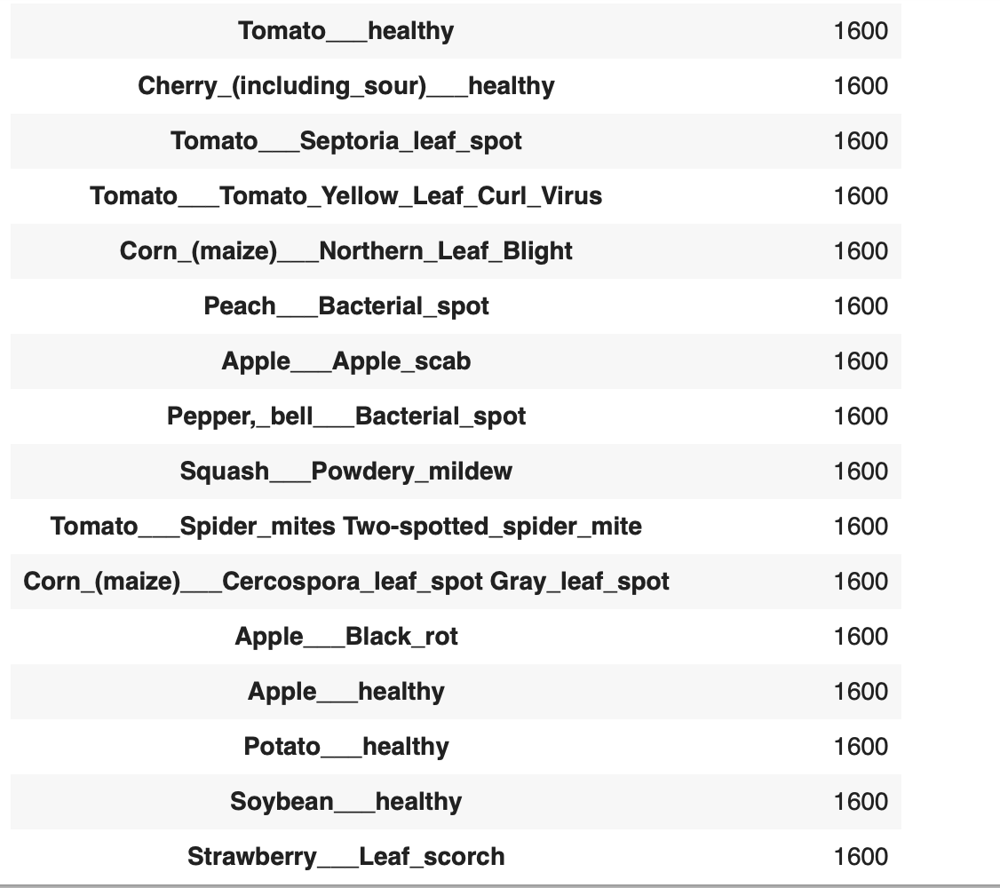 Tomato___healthy 1600
Cherry_(including_sour)___healthy 1600
Tomato___Septoria_leaf_spot 1600
Tomato___Tomato_Yellow_Leaf_Curl_Virus 1600
Corn_(maize)___Northern_Leaf_Blight 1600
Peach___Bacterial_spot 1600
Apple___Apple_scab 1600
Pepper,_bell___Bacterial_spot 1600
Squash___Powdery_mildew 1600
Tomato___Spider_mites Two-spotted_spider_mite 1600
Corn_(maize)___Cercospora_leaf_spot Gray_leaf_spot 1600
Apple___Black_rot 1600
Apple___healthy 1600
Potato___healthy 1600
Soybean___healthy 1600
Strawberry___Leaf_scorch 1600